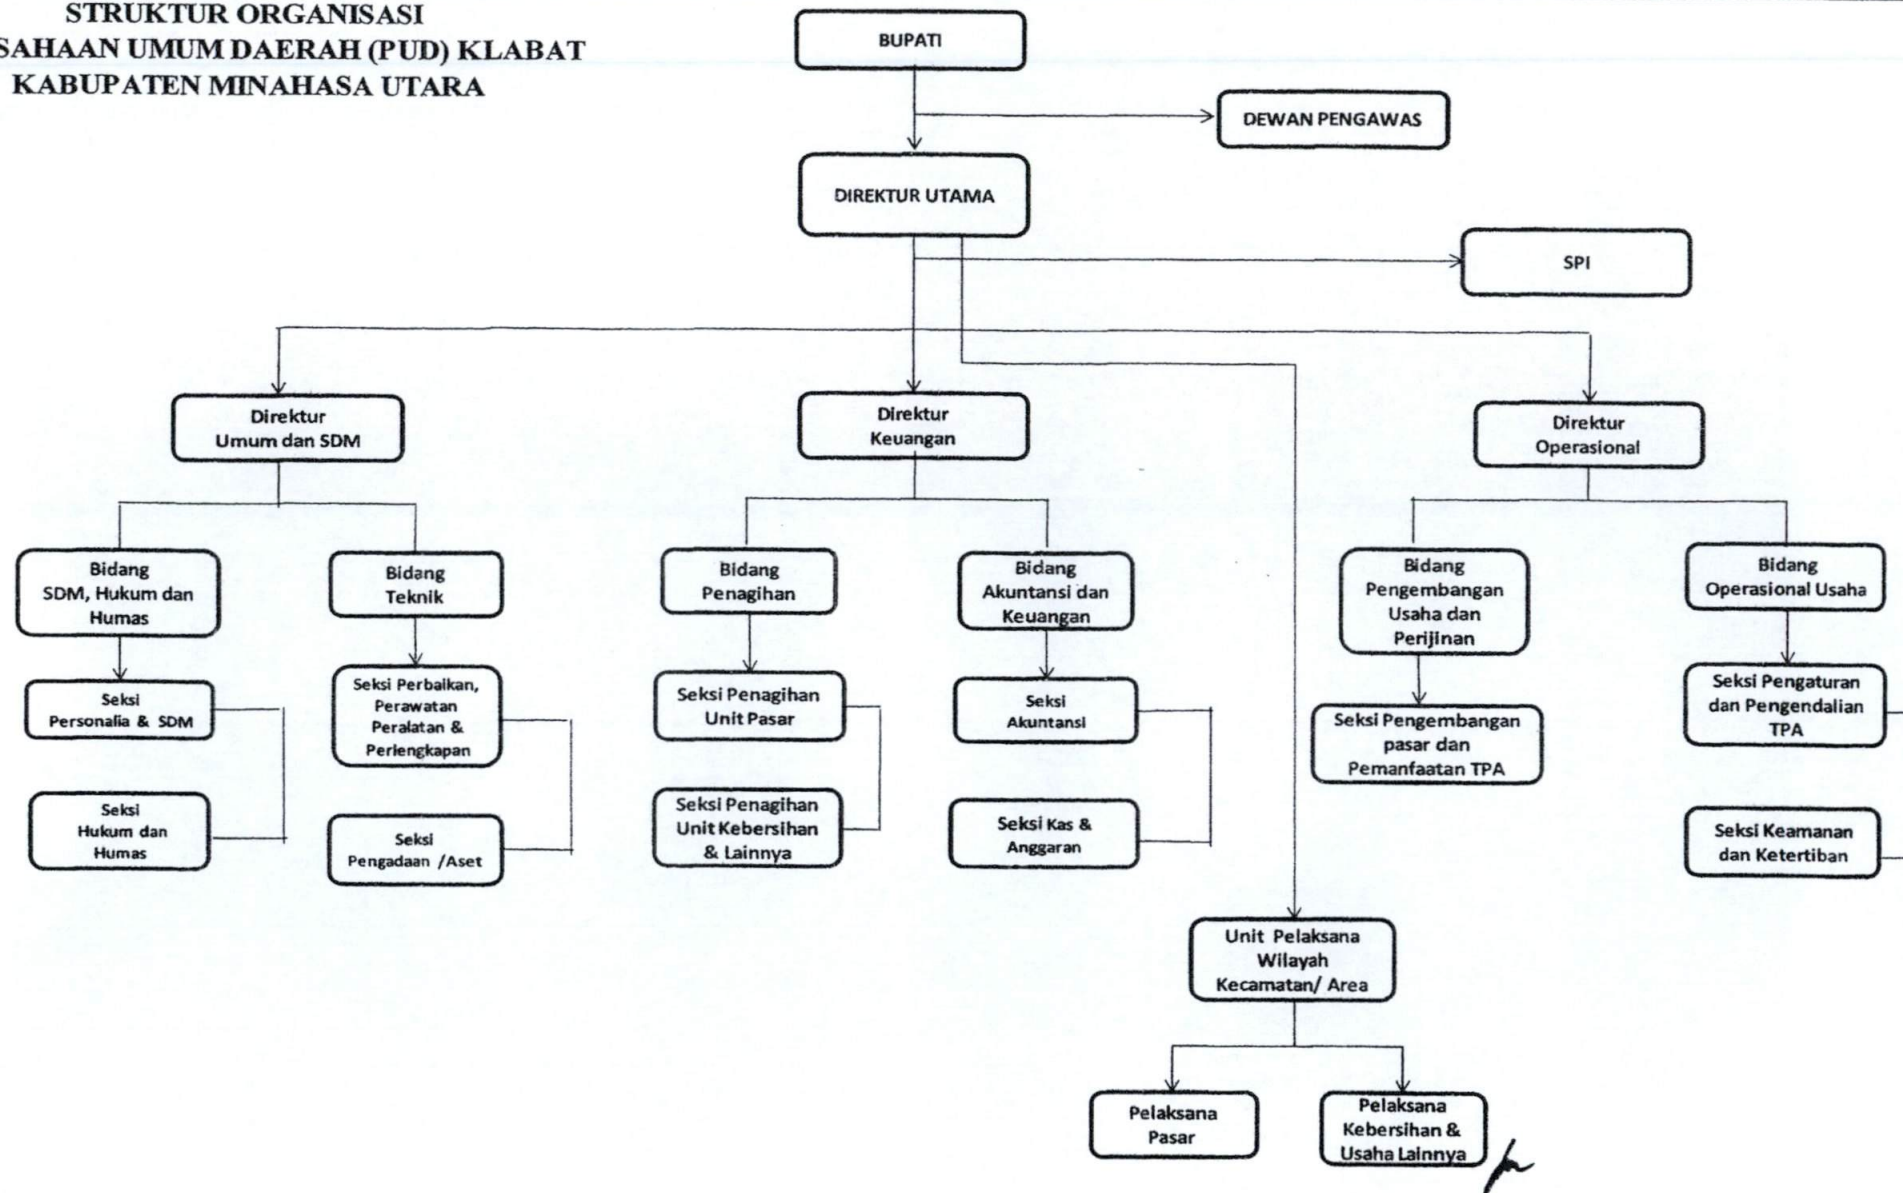 STRUKTUR ORGANISASI
SAHAAN UMUM DAERAH (PUD) KLABAT
KABUPATEN MINAHASA UTARA
BUPATI
DEWAN PENGAWAS
DIREKTUR UTAMA
SPI
Direktur
Umum dan SDM
Direktur
Keuangan
Direktur
Operasional
Bidang
SDM, Hukum dan
Humas
Bidang
Teknik
Bidang
Penagihan
Bidang
Akuntansi dan
Keuangan
Bidang
Pengembangan
Usaha dan
Perijinan
Bidang
Operasional Usaha
Seksi
Personalia & SDM
Seksi Perbaikan,
Perawatan
Peralatan &
Perlengkapan
Seksi Penagihan
Unit Pasar
Seksi
Akuntansi
Seksi Pengembangan
pasar dan
Pemanfaatan TPA
Seksi Pengaturan
dan Pengendalian
TPA
Seksi
Hukum dan
Humas
Seksi
Pengadaan /Aset
Seksi Penagihan
Unit Kebersihan
& Lainnya
Seksi Kas &
Anggaran
Seksi Keamanan
dan Ketertiban
Unit Pelaksana
Wilayah
Kecamatan/ Area
Pelaksana
Pasar
Pelaksana
Kebersihan &
Usaha Lainnya